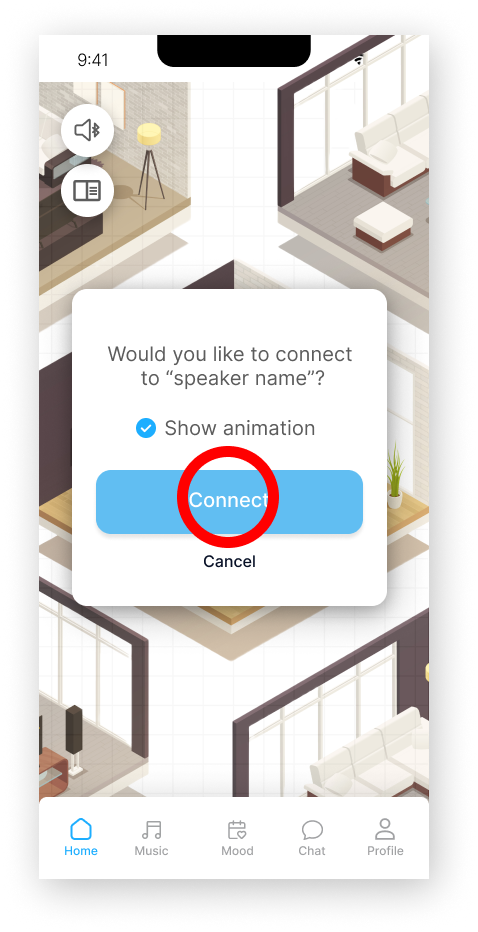 9:41
Would you like to connect
to “speaker name”?
Show animation
Connect
Cancel
Home Music Mood Chat Profile